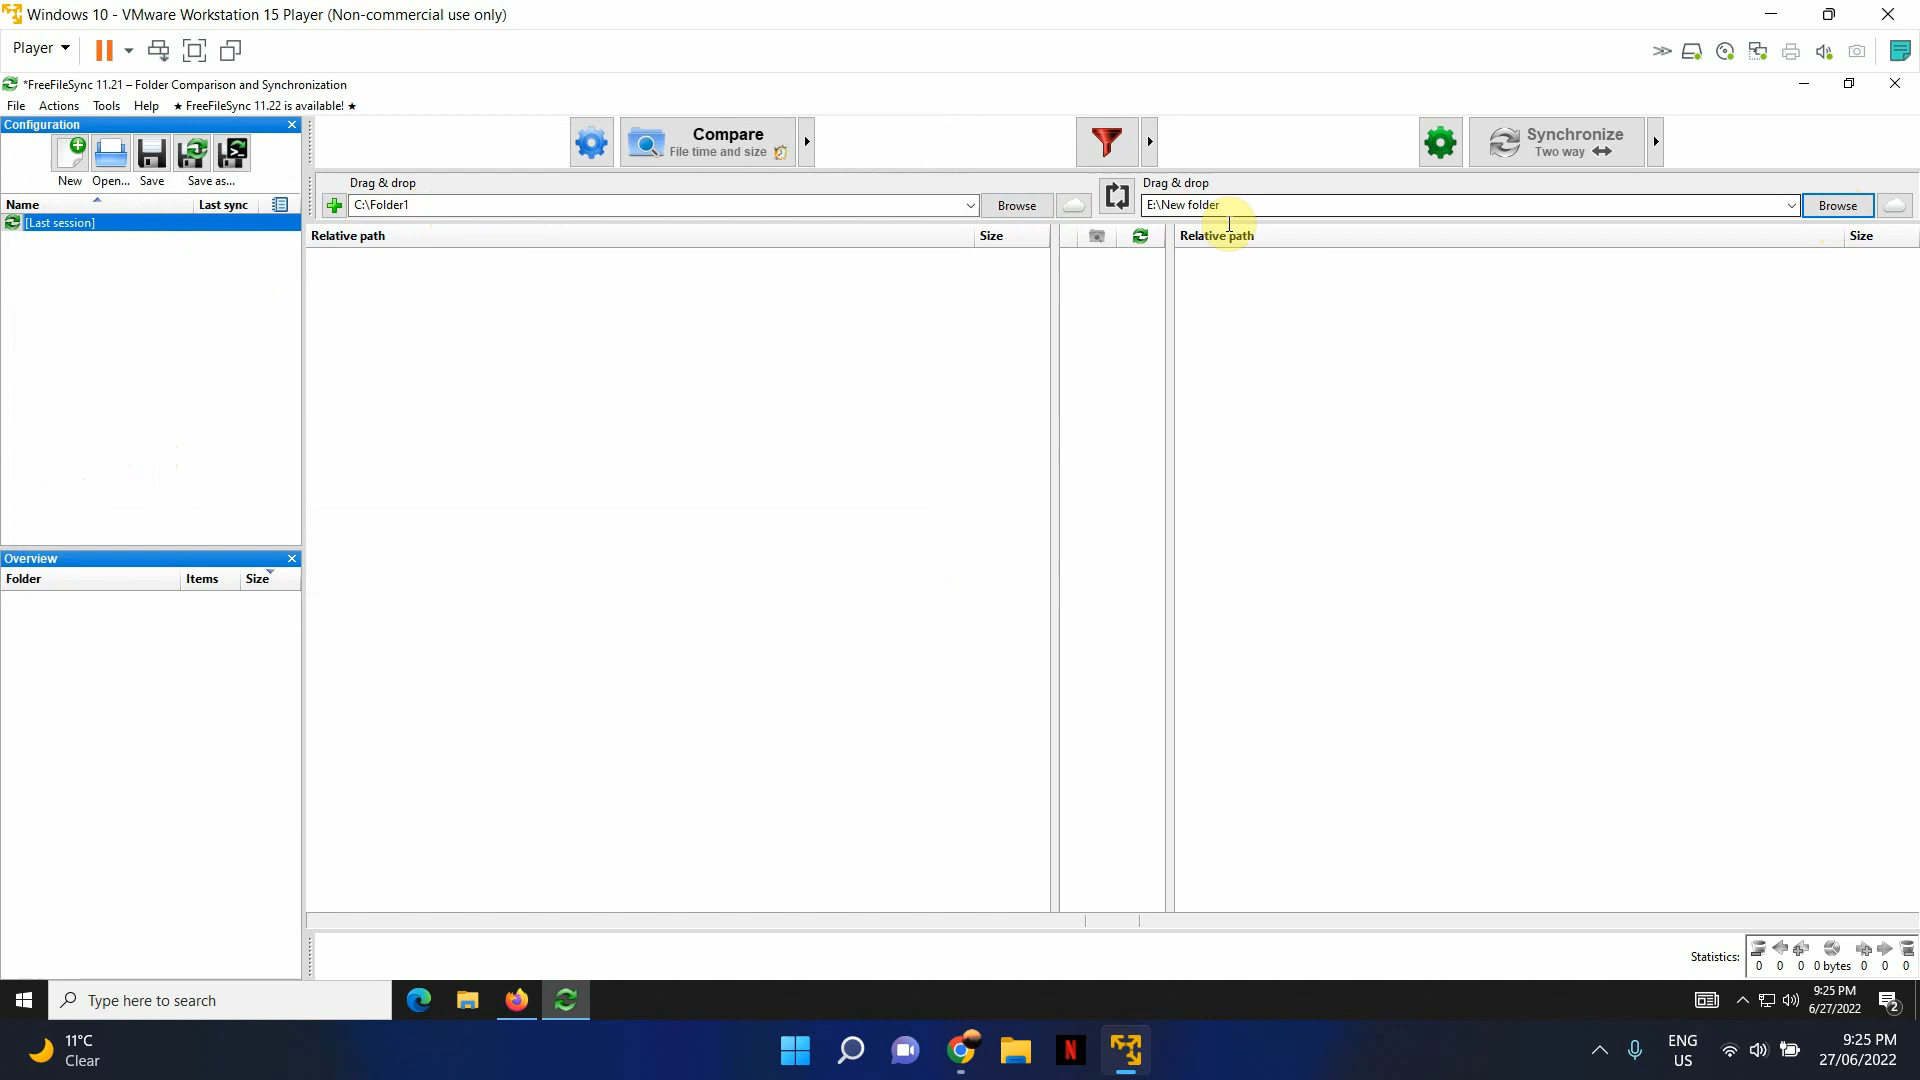 Windows 10 - VMware Workstation 15 Player (Non-commercial use only)
Player
*FreeFileSync 11.21 – Folder Comparison and Synchronization
File Actions Tools Help ★ FreeFileSync 11.22 is available! ★
Configuration
New Open... Save Save as...
Name Last sync
[Last session]
Compare
File time and size
Synchronize
Two way
Drag & drop
C:\Folder1
Browse
Drag & drop
E:\New folder
Browse
Relative path Size
Relative path Size
Overview
Folder Items Size
Statistics:
0 0 0 0 bytes 0 0 0
Type here to search
9:25 PM
6/27/2022
2
11°C
Clear
N
ENG
US
9:25 PM
27/06/2022